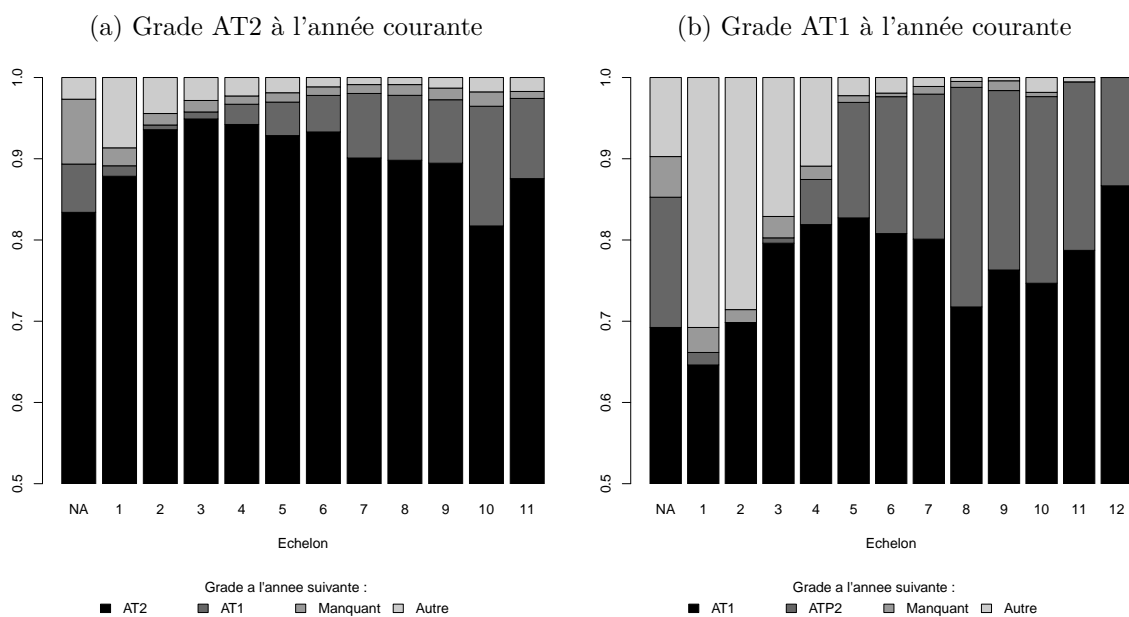 (a) Grade AT2 à l'année courante
1.0
0.9
0.8
0.7
0.6
0.5
NA 1 2 3 4 5 6 7 8 9 10 11
Echelon
Grade a l'annee suivante :
AT2 AT1 Manquant Autre
(b) Grade AT1 à l'année courante
1.0
0.9
0.8
0.7
0.6
0.5
NA 1 2 3 4 5 6 7 8 9 10 11 12
Echelon
Grade a l'annee suivante :
AT1 ATP2 Manquant Autre